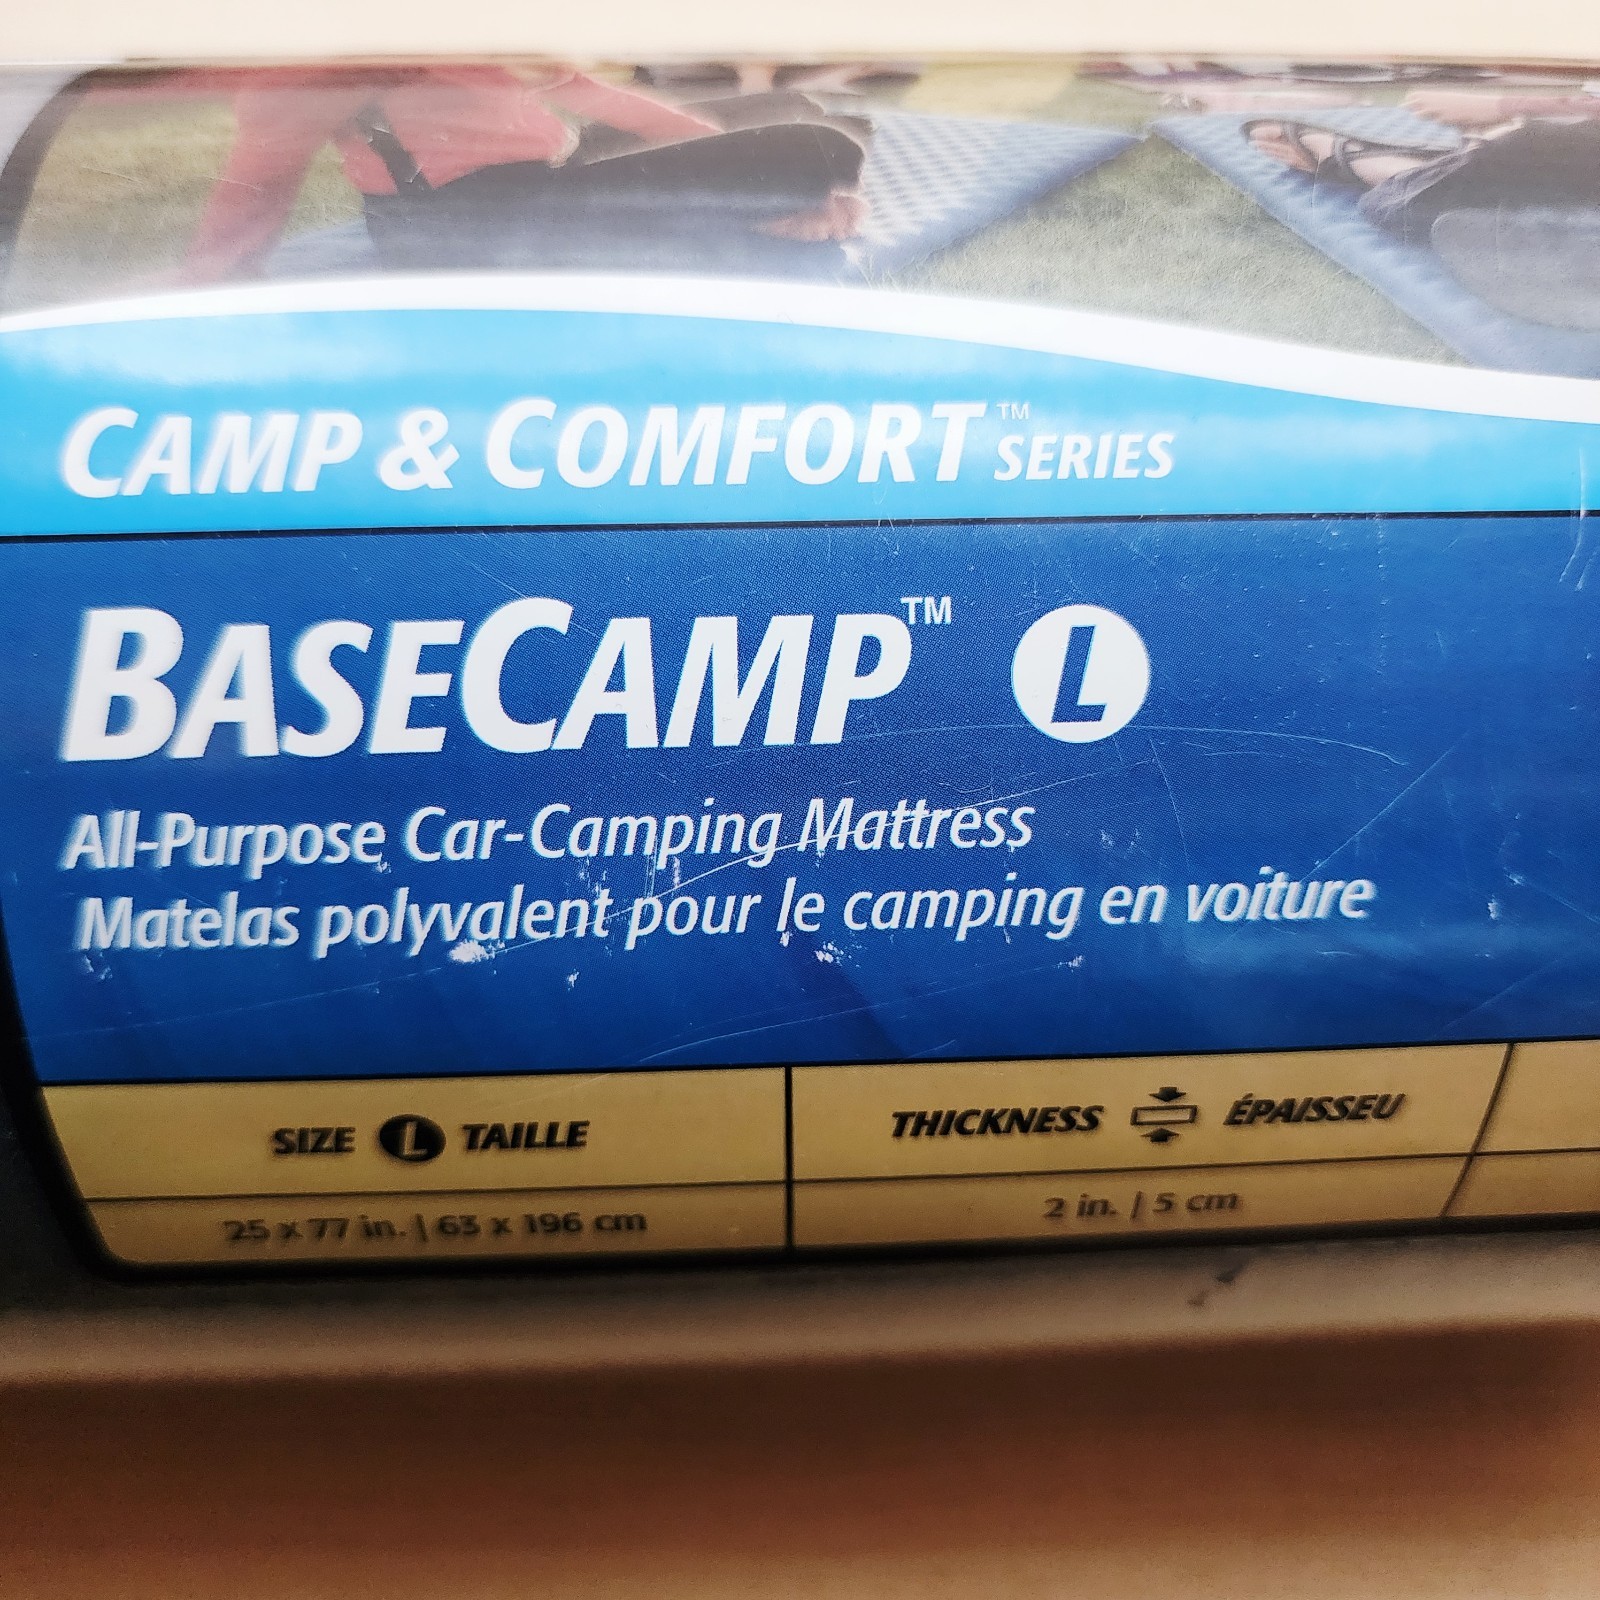 CAMP & COMFORT™ SERIES
BASECAMP™ L
All-Purpose Car-Camping Mattress
Matelas polyvalent pour le camping en voiture
SIZE L TAILLE
THICKNESS ÉPAISSEU
25 x 77 in. | 63 x 196 cm
2 in. | 5 cm